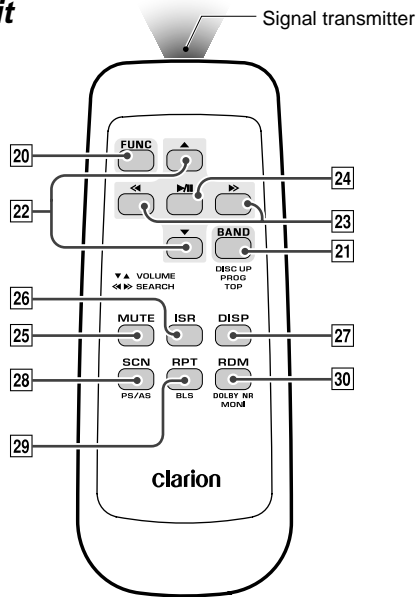 it
Signal transmitter
20
FUNC
22
24
23
BAND
21
▼▲ VOLUME
SEARCH
DISC UP
PROG
TOP
26
MUTE
ISR
DISP
25
27
SCN
RPT
RDM
28
30
PS/AS
BLS
DOLBY NR
MONI
29
clarion